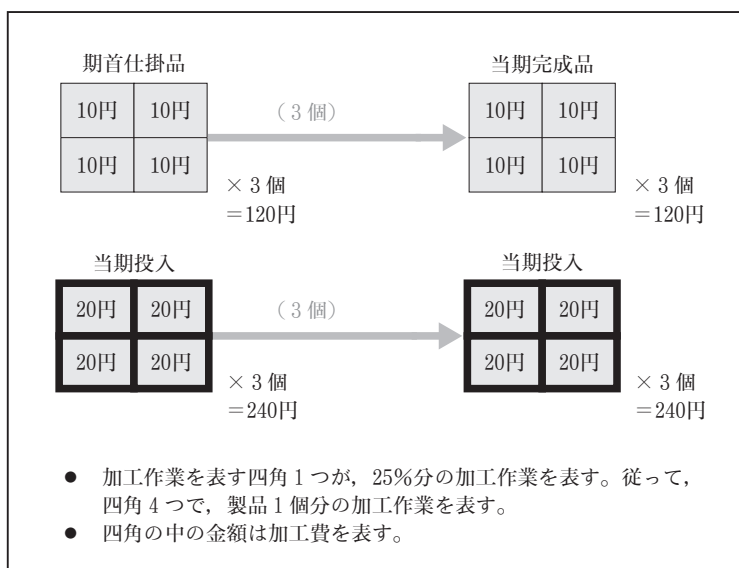 期首仕掛品 当期完成品
10円 10円 (3個) 10円 10円
10円 10円 10円 10円
×3個 ×3個
=120円 =120円
当期投入 当期投入
20円 20円 (3個) 20円 20円
20円 20円 20円 20円
×3個 ×3個
=240円 =240円
● 加工作業を表す四角1つが，25%分の加工作業を表す。従って，
四角4つで，製品1個分の加工作業を表す。
● 四角の中の金額は加工費を表す。